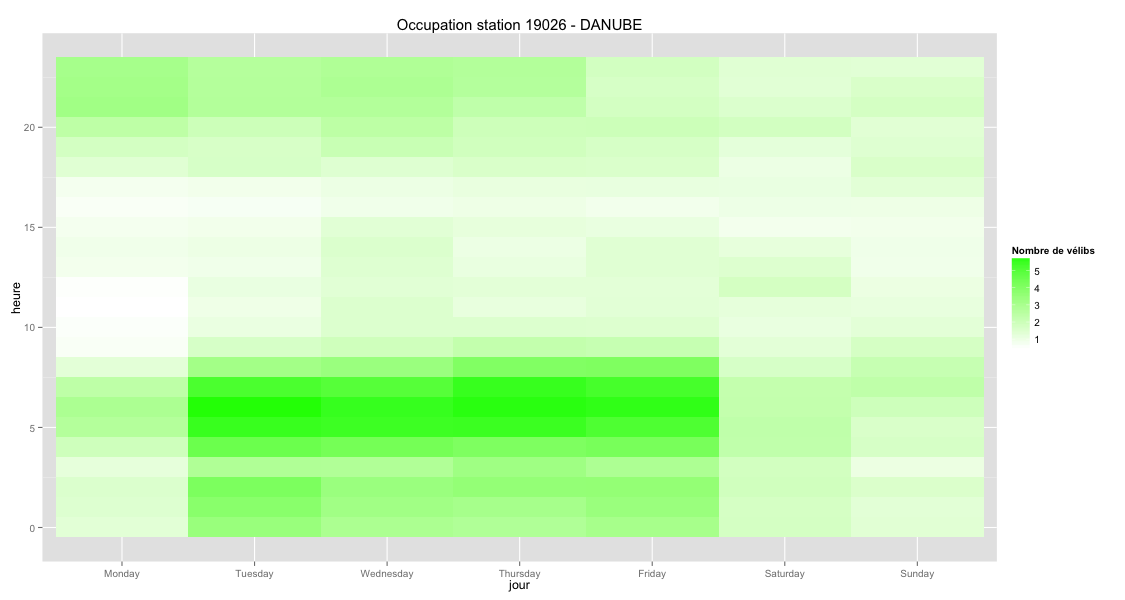 Occupation station 19026 - DANUBE
heure
20
15
10
5
0
Monday Tuesday Wednesday Thursday Friday Saturday Sunday
jour
Nombre de vélibs
5
4
3
2
1